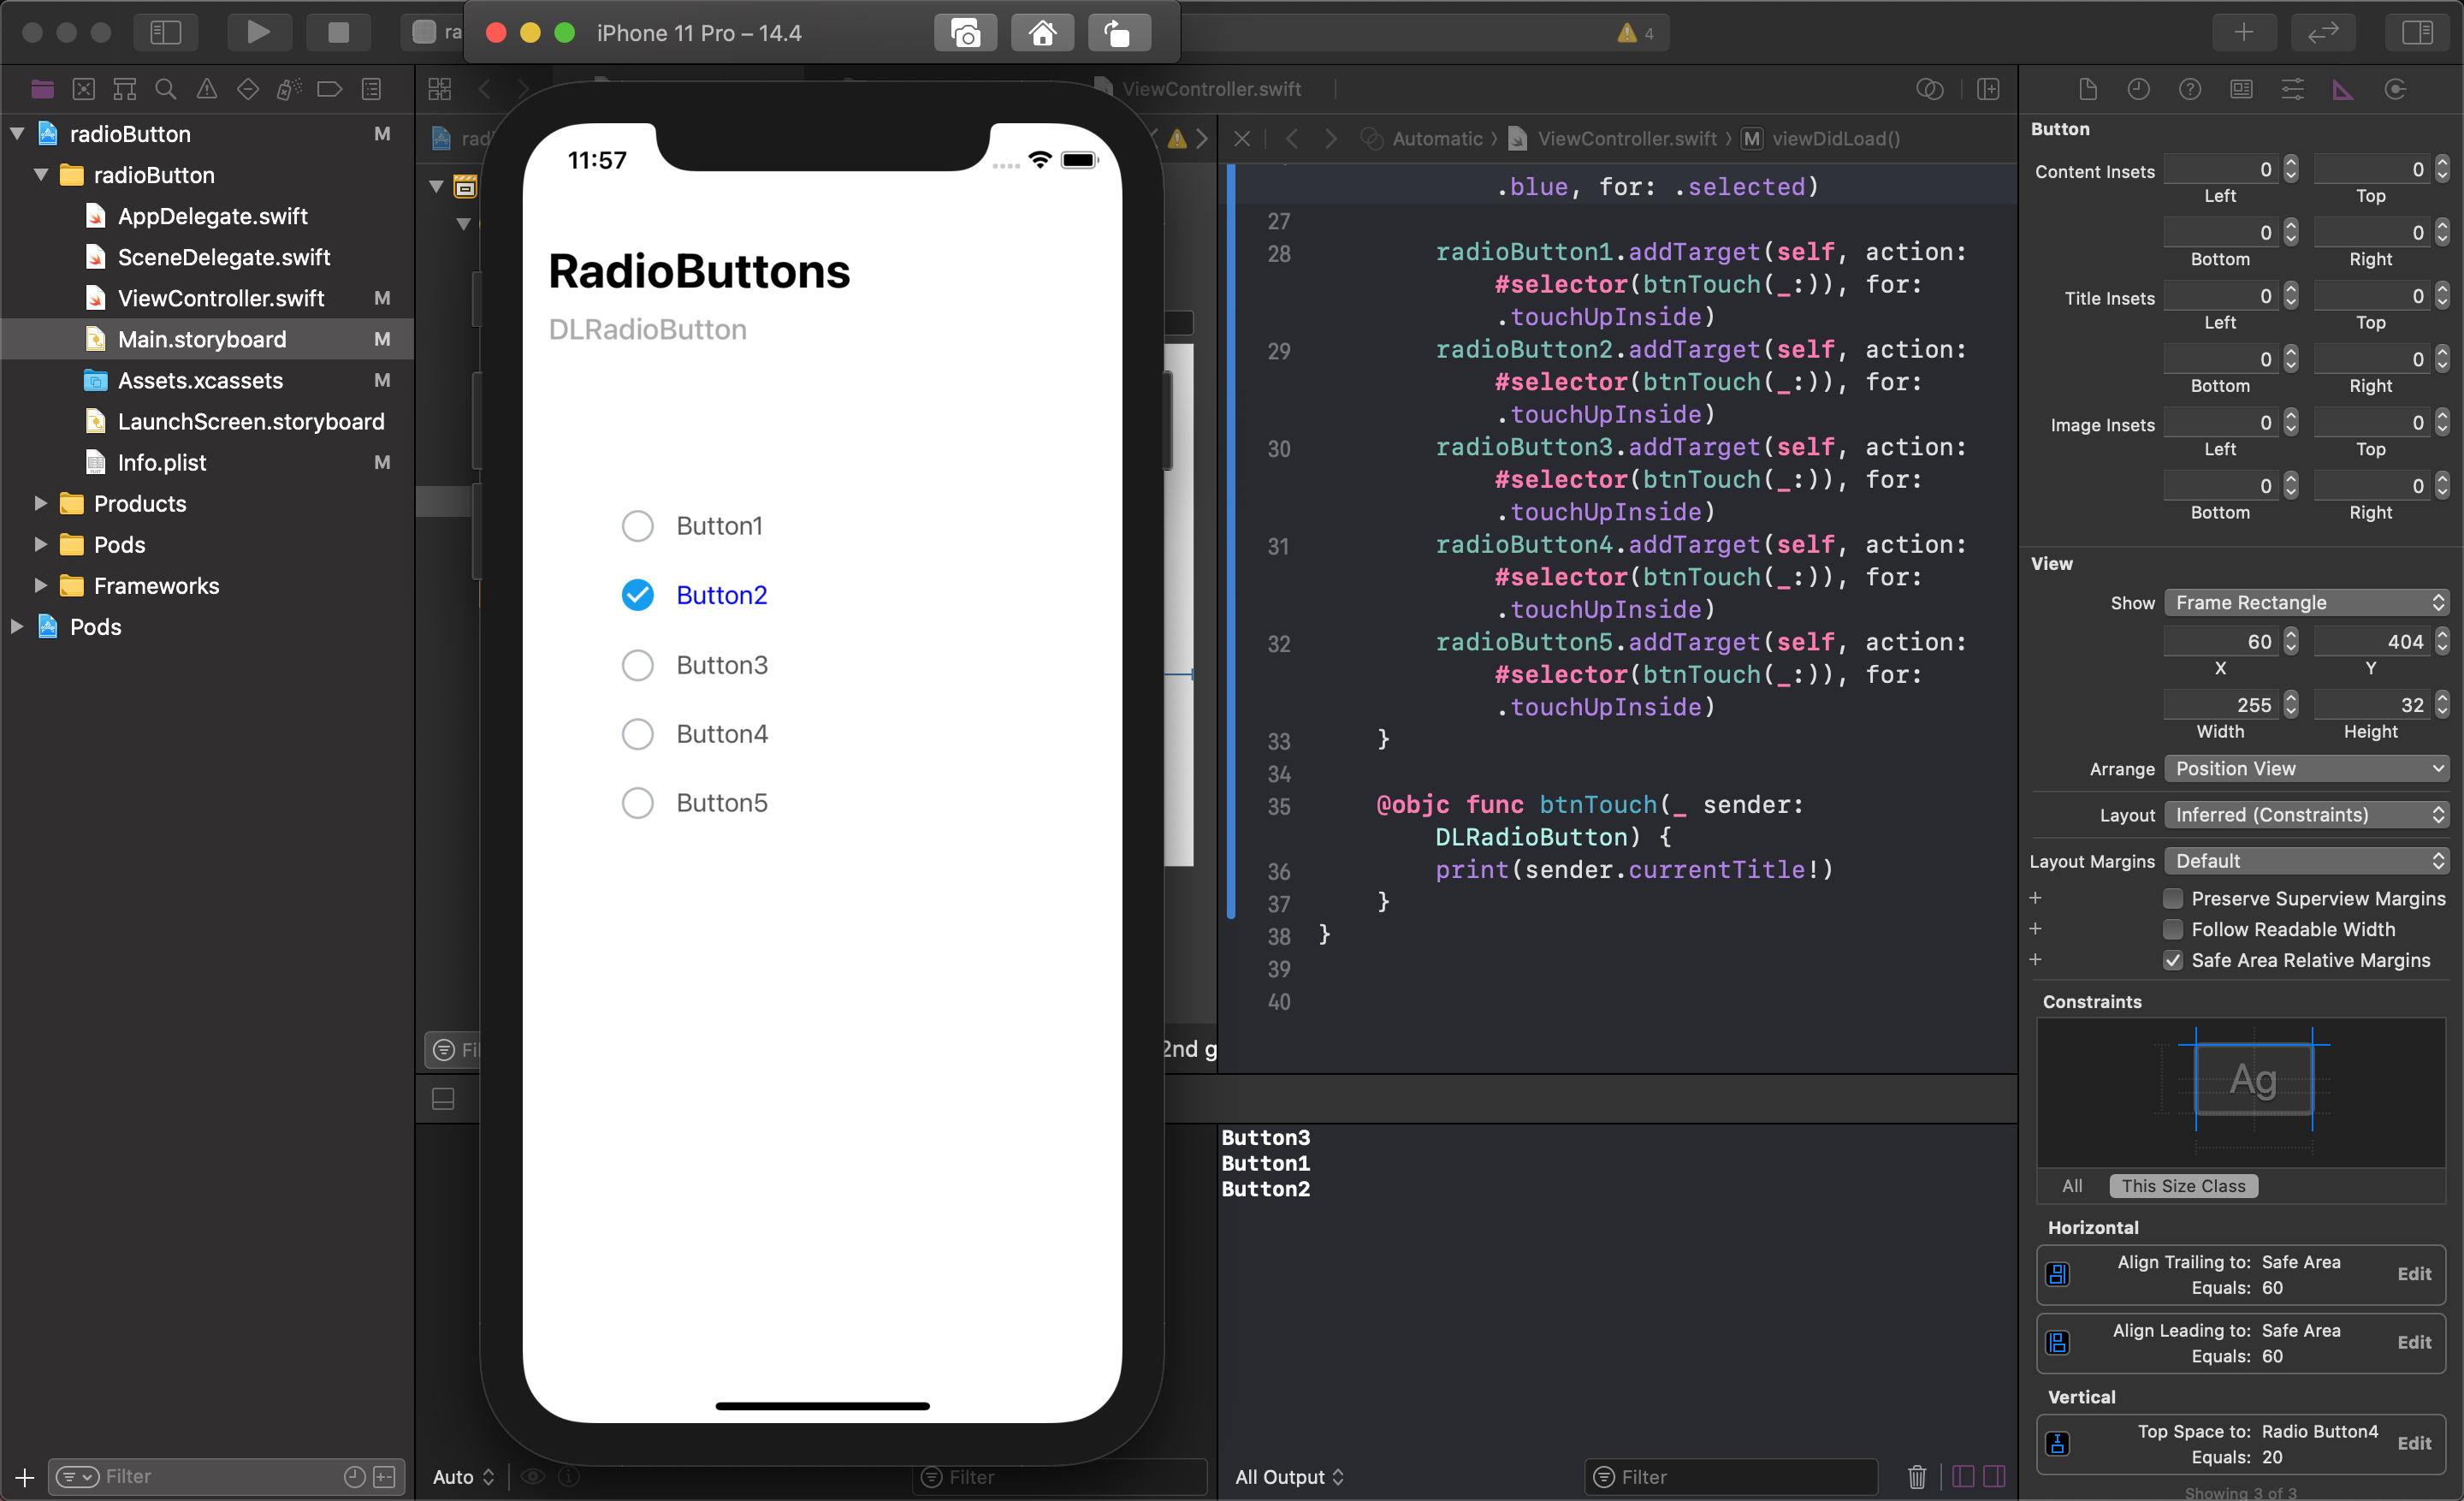 ra
iPhone 11 Pro – 14.4
4
radioButton M
radioButton
AppDelegate.swift
SceneDelegate.swift
ViewController.swift M
Main.storyboard M
Assets.xcassets M
LaunchScreen.storyboard
Info.plist M
Products
Pods
Frameworks
Pods
Filter
ViewController.swift
Automatic
ViewController.swift
M
viewDidLoad()
11:57
RadioButtons
DLRadioButton
Button1
Button2
Button3
Button4
Button5
2nd g
.blue, for: .selected)
27
28 radioButton1.addTarget(self, action:
#selector(btnTouch(_:)), for:
.touchUpInside)
29 radioButton2.addTarget(self, action:
#selector(btnTouch(_:)), for:
.touchUpInside)
30 radioButton3.addTarget(self, action:
#selector(btnTouch(_:)), for:
.touchUpInside)
31 radioButton4.addTarget(self, action:
#selector(btnTouch(_:)), for:
.touchUpInside)
32 radioButton5.addTarget(self, action:
#selector(btnTouch(_:)), for:
.touchUpInside)
33 }
34
35 @objc func btnTouch(_ sender:
DLRadioButton) {
36 print(sender.currentTitle!)
37 }
38 }
39
40
Button3
Button1
Button2
Auto
Filter
All Output
Filter
Button
Content Insets 0 0
Left Top
0 0
Bottom Right
Title Insets 0 0
Left Top
0 0
Bottom Right
Image Insets 0 0
Left Top
0 0
Bottom Right
View
Show Frame Rectangle
60 404
X Y
255 32
Width Height
Arrange Position View
Layout Inferred (Constraints)
Layout Margins Default
Preserve Superview Margins
Follow Readable Width
Safe Area Relative Margins
Constraints
Ag
All This Size Class
Horizontal
Align Trailing to: Safe Area
Equals: 60
Edit
Align Leading to: Safe Area
Equals: 60
Edit
Vertical
Top Space to: Radio Button4
Equals: 20
Edit
Showing 3 of 3